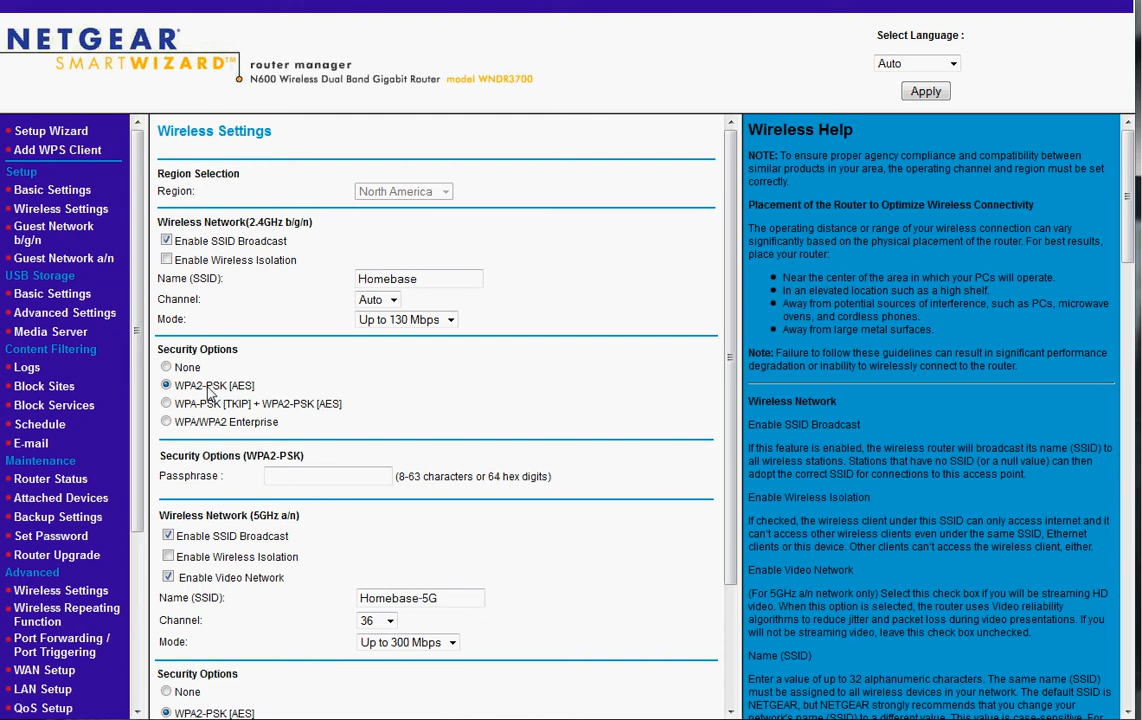 NETGEAR
SMARTWIZARD™
router manager
N600 Wireless Dual Band Gigabit Router model WNDR3700
Select Language :
Auto
Apply
Setup Wizard
Add WPS Client
Setup
Basic Settings
Wireless Settings
Guest Network
b/g/n
Guest Network a/n
USB Storage
Basic Settings
Advanced Settings
Media Server
Content Filtering
Logs
Block Sites
Block Services
Schedule
E-mail
Maintenance
Router Status
Attached Devices
Backup Settings
Set Password
Router Upgrade
Advanced
Wireless Settings
Wireless Repeating
Function
Port Forwarding /
Port Triggering
WAN Setup
LAN Setup
QoS Setup
Wireless Settings
Region Selection
Region: North America
Wireless Network(2.4GHz b/g/n)
Enable SSID Broadcast
Enable Wireless Isolation
Name (SSID): Homebase
Channel: Auto
Mode: Up to 130 Mbps
Security Options
None
WPA2-PSK [AES]
WPA-PSK [TKIP] + WPA2-PSK [AES]
WPA/WPA2 Enterprise
Security Options (WPA2-PSK)
Passphrase : (8-63 characters or 64 hex digits)
Wireless Network (5GHz a/n)
Enable SSID Broadcast
Enable Wireless Isolation
Enable Video Network
Name (SSID): Homebase-5G
Channel: 36
Mode: Up to 300 Mbps
Security Options
None
WPA2-PSK [AES]
Wireless Help
NOTE: To ensure proper agency compliance and compatibility between
similar products in your area, the operating channel and region must be set
correctly.
Placement of the Router to Optimize Wireless Connectivity
The operating distance or range of your wireless connection can vary
significantly based on the physical placement of the router. For best results,
place your router:
Near the center of the area in which your PCs will operate.
In an elevated location such as a high shelf.
Away from potential sources of interference, such as PCs, microwave
ovens, and cordless phones.
Away from large metal surfaces.
Note: Failure to follow these guidelines can result in significant performance
degradation or inability to wirelessly connect to the router.
Wireless Network
Enable SSID Broadcast
If this feature is enabled, the wireless router will broadcast its name (SSID) to
all wireless stations. Stations that have no SSID (or a null value) can then
adopt the correct SSID for connections to this access point.
Enable Wireless Isolation
If checked, the wireless client under this SSID can only access internet and it
can't access other wireless clients even under the same SSID, Ethernet
clients or this device. Other clients can't access the wireless client, either.
Enable Video Network
(For 5GHz a/n network only) Select this check box if you will be streaming HD
video. When this option is selected, the router uses Video reliability
algorithms to reduce jitter and packet loss during video presentations. If you
will not be streaming video, leave this check box unchecked.
Name (SSID)
Enter a value of up to 32 alphanumeric characters. The same name (SSID)
must be assigned to all wireless devices in your network. The default SSID is
NETGEAR, but NETGEAR strongly recommends that you change your
network's name (SSID) to a different value. This value is case-sensitive. For